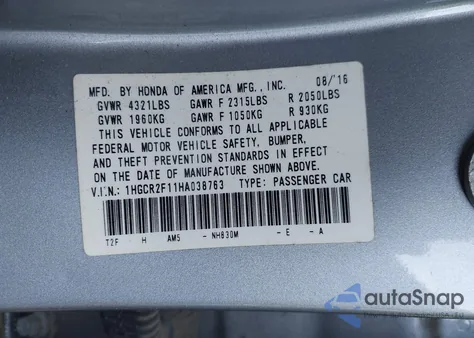 MFD. BY HONDA OF AMERICA MFG., INC. 08/'16
GVWR 4321LBS GAWR F 2315LBS R 2050LBS
GVWR 1960KG GAWR F 1050KG R 930KG
THIS VEHICLE CONFORMS TO ALL APPLICABLE
FEDERAL MOTOR VEHICLE SAFETY, BUMPER,
AND THEFT PREVENTION STANDARDS IN EFFECT
ON THE DATE OF MANUFACTURE SHOWN ABOVE.
V.I.N.: 1HGCR2F11HA038763 TYPE: PASSENGER CAR
T2F H AM5 - NH830M - E - A
autoSnap